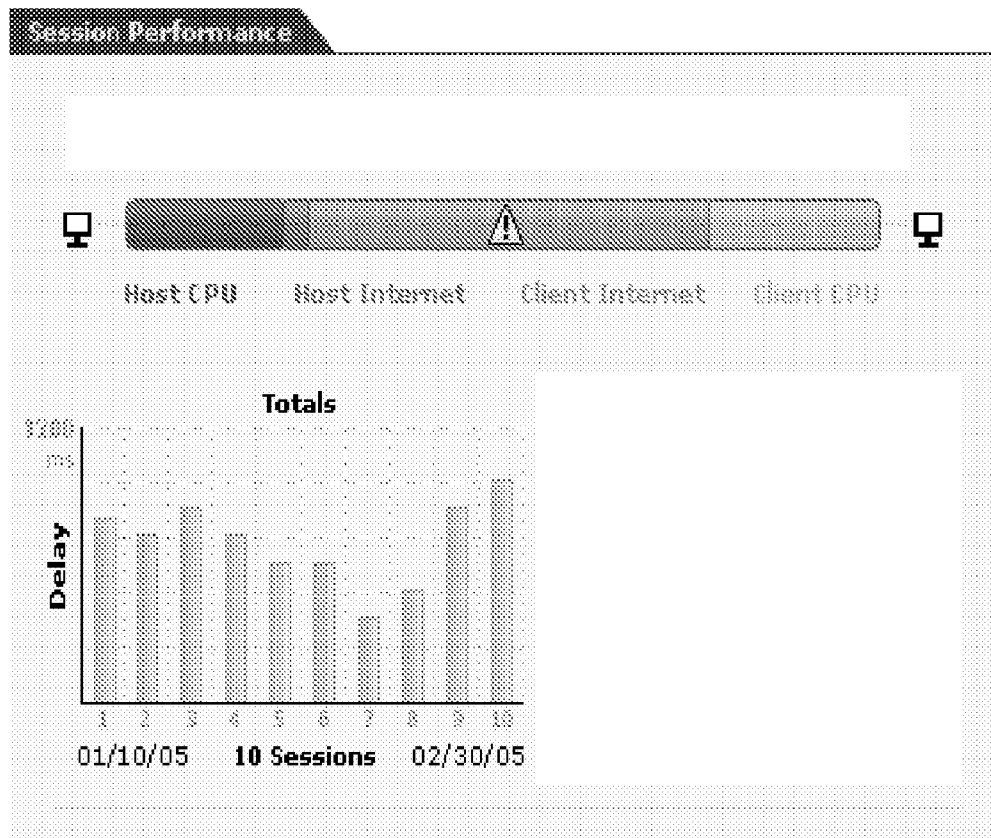 Session Performance
Host CPU Host Internet Client Internet Client CPU
Totals
ms
Delay
1 2 3 4 5 6 7 8 9 10
01/10/05 10 Sessions 02/30/05